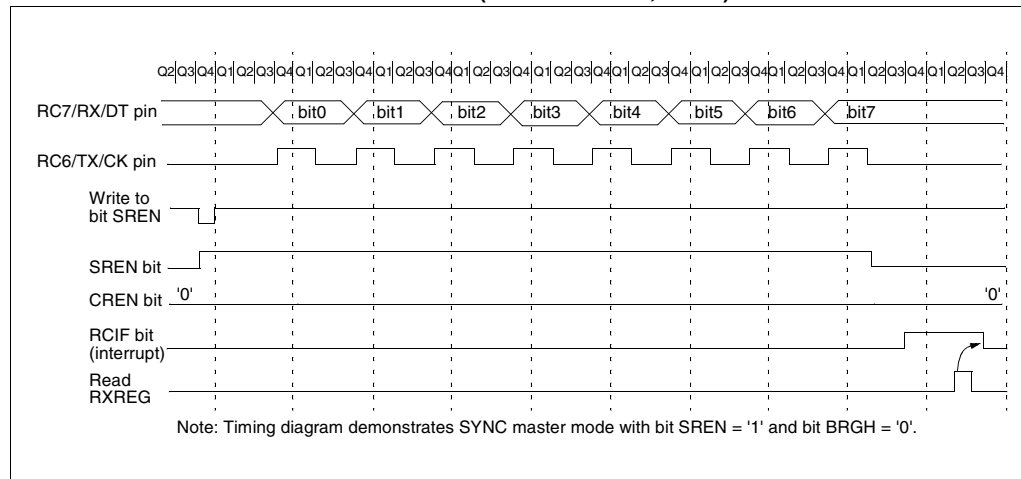 Q2 Q3 Q4 Q1 Q2 Q3 Q4 Q1 Q2 Q3 Q4 Q1 Q2 Q3 Q4 Q1 Q2 Q3 Q4 Q1 Q2 Q3 Q4 Q1 Q2 Q3 Q4 Q1 Q2 Q3 Q4 Q1 Q2 Q3 Q4 Q1 Q2 Q3 Q4 Q1 Q2 Q3 Q4
RC7/RX/DT pin bit0 bit1 bit2 bit3 bit4 bit5 bit6 bit7
RC6/TX/CK pin
Write to
bit SREN
SREN bit
CREN bit '0' '0'
RCIF bit
(interrupt)
Read
RXREG
Note: Timing diagram demonstrates SYNC master mode with bit SREN = '1' and bit BRGH = '0'.